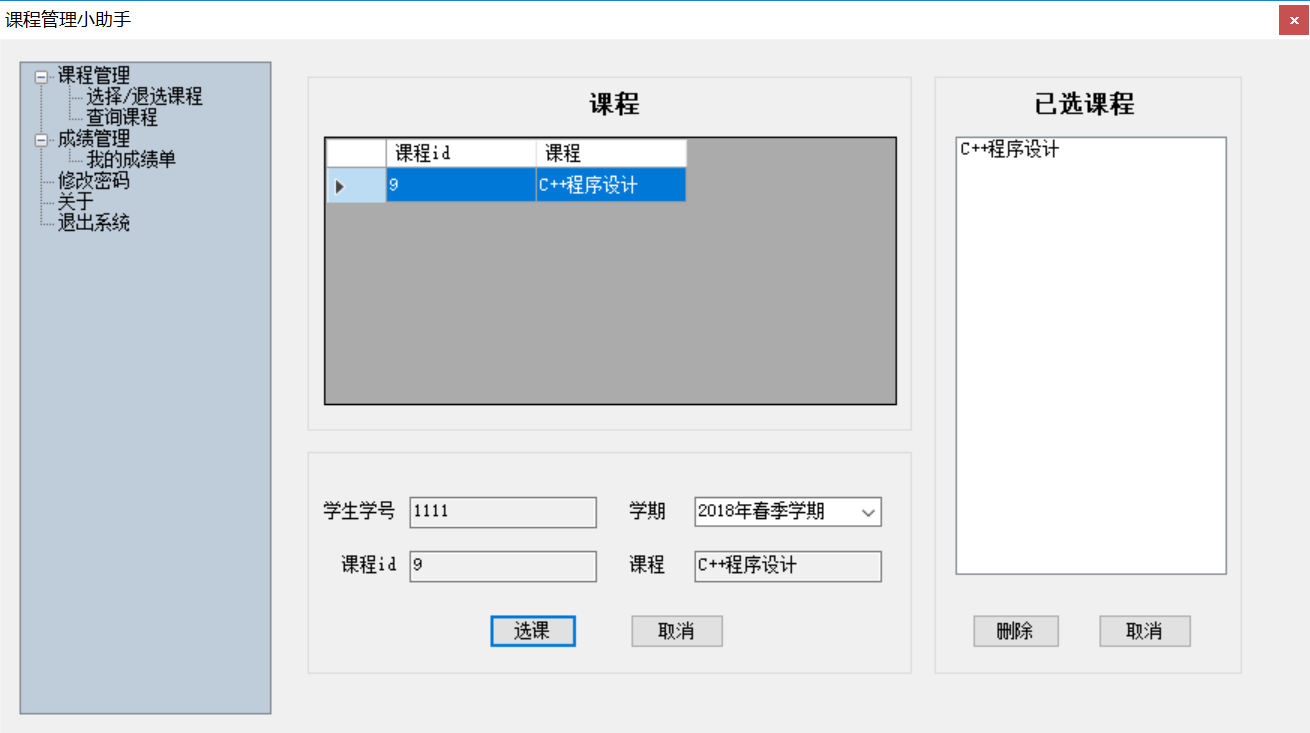 课程管理小助手
课程管理
选择/退选课程
查询课程
成绩管理
我的成绩单
修改密码
关于
退出系统
课程
课程id 课程
9 C++程序设计
学生学号 1111 学期 2018年春季学期
课程id 9 课程 C++程序设计
选课 取消
已选课程
C++程序设计
删除 取消